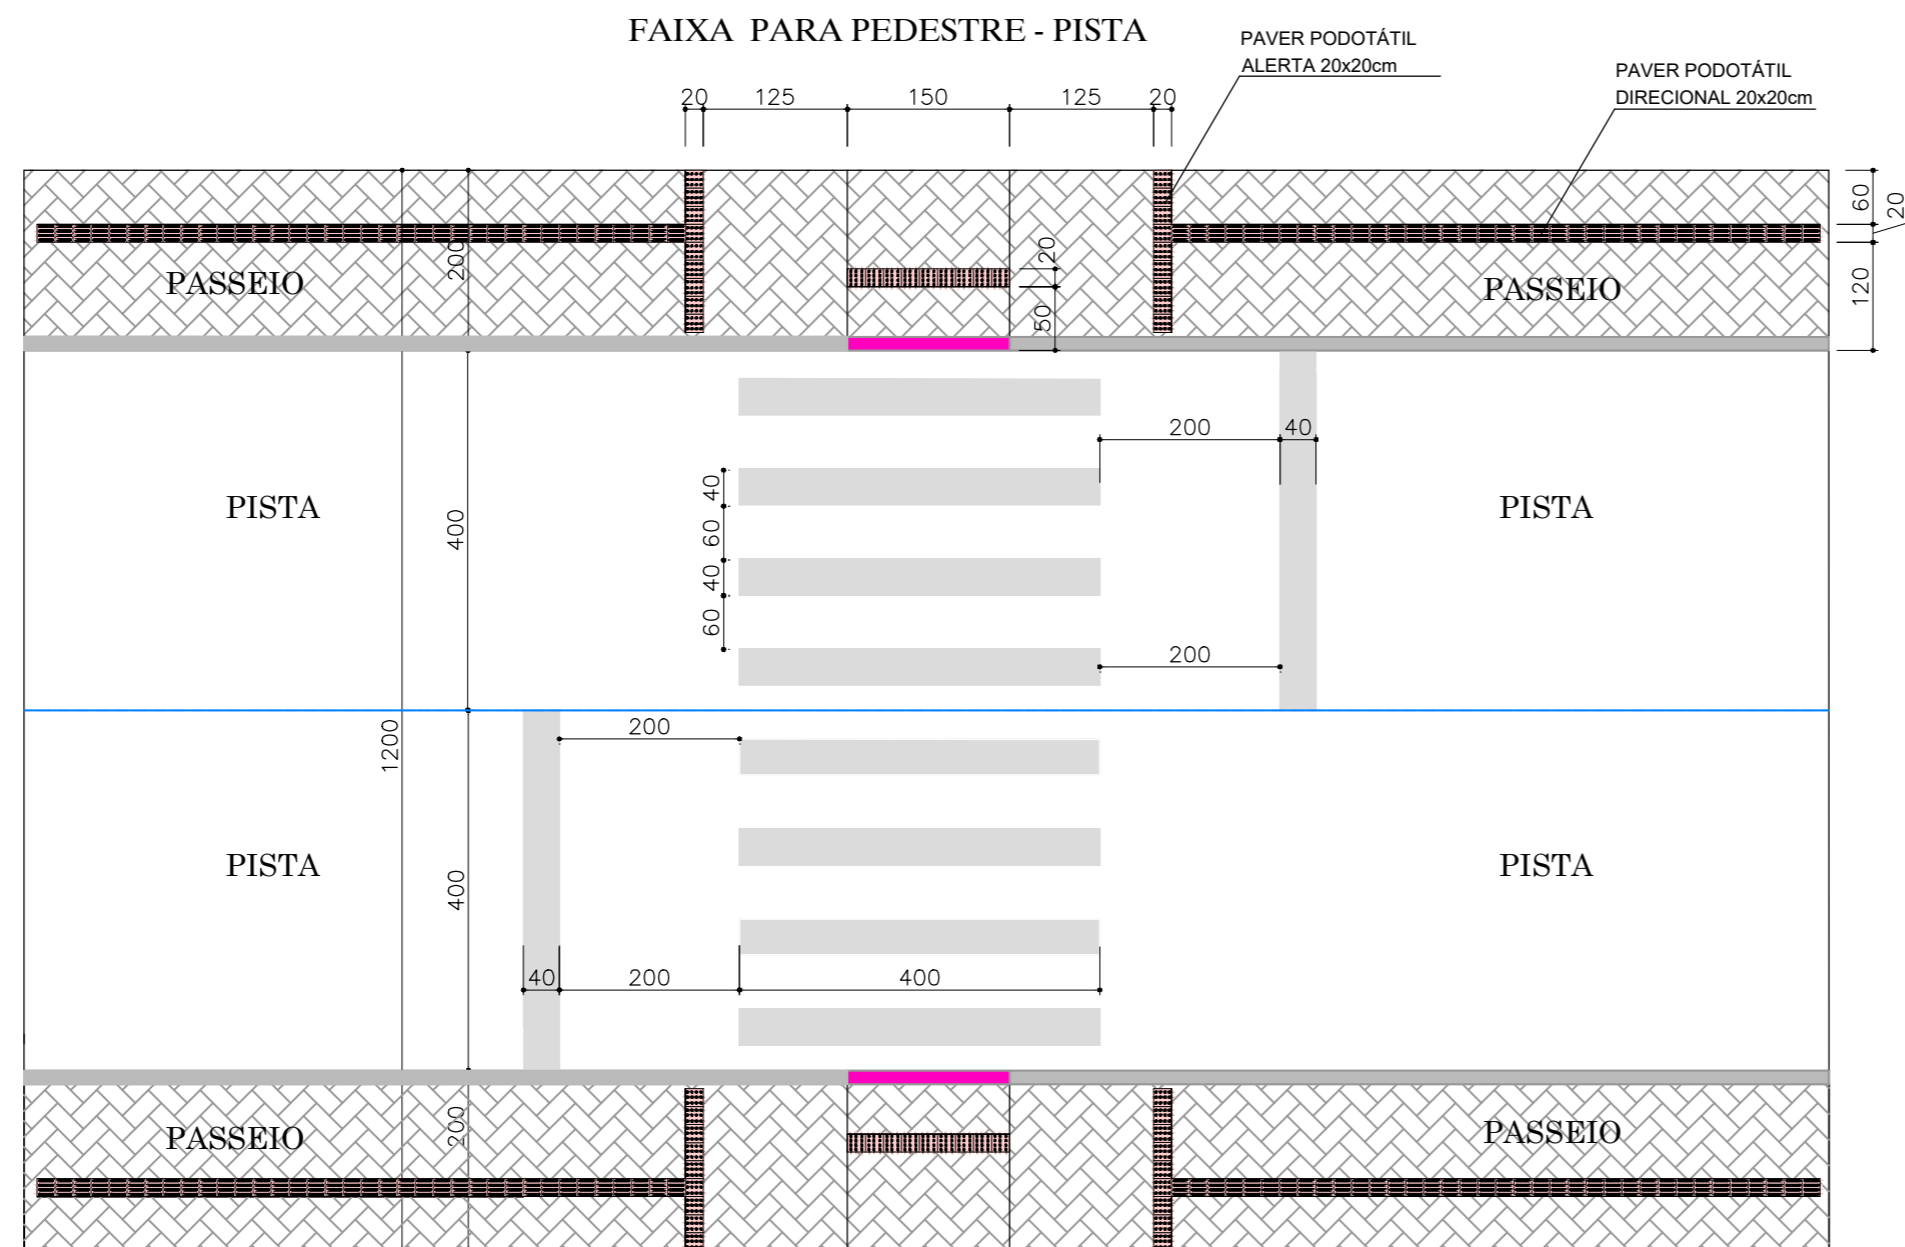 FAIXA PARA PEDESTRE - PISTA
PAVER PODOTÁTIL
ALERTA 20x20cm
PAVER PODOTÁTIL
DIRECIONAL 20x20cm
20 125 150 125 20
60
20
120
200
20
50
PASSEIO
PASSEIO
200 40
40
60
40
60
PISTA
400
PISTA
200
200
1200
PISTA
400
PISTA
40 200 400
PASSEIO
200
PASSEIO